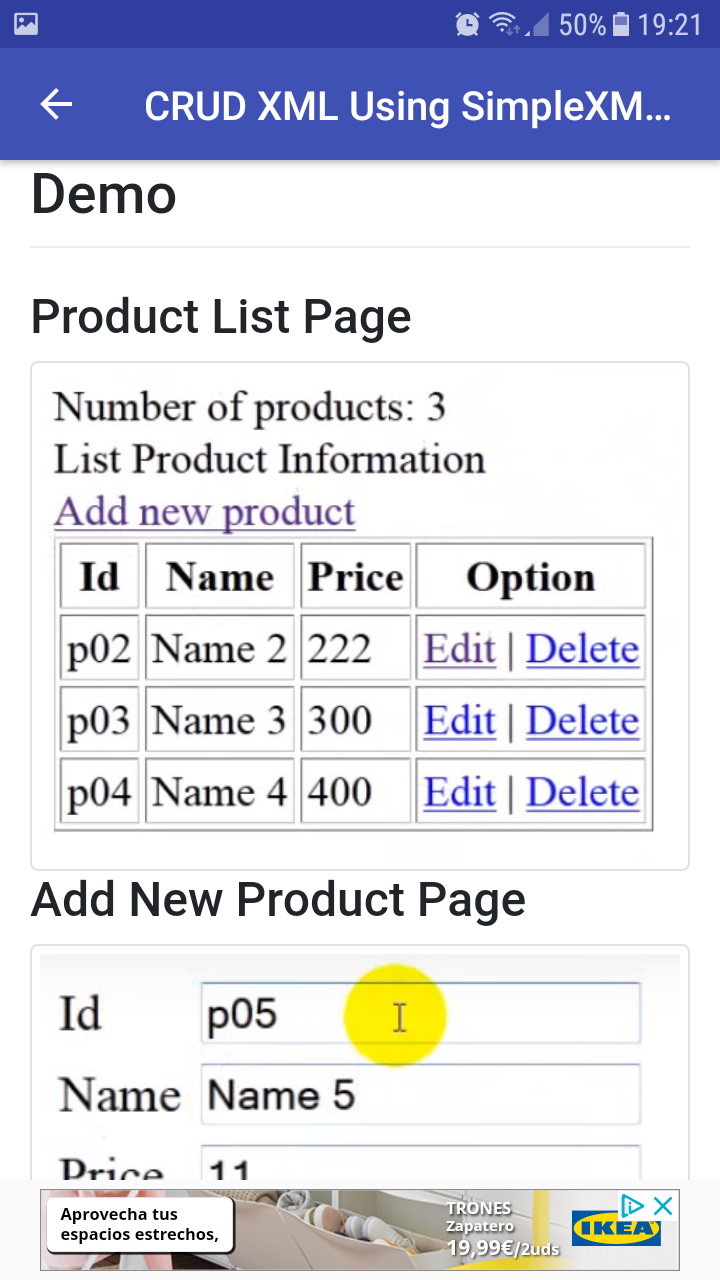 50% 19:21
CRUD XML Using SimpleXM...
Demo
Product List Page
Number of products: 3
List Product Information
Add new product
Id Name Price Option
p02 Name 2 222 Edit | Delete
p03 Name 3 300 Edit | Delete
p04 Name 4 400 Edit | Delete
Add New Product Page
Id p05
Name Name 5
Price 11
Aprovecha tus
espacios estrechos,
TRONES
Zapatero
19,99€/2uds
IKEA